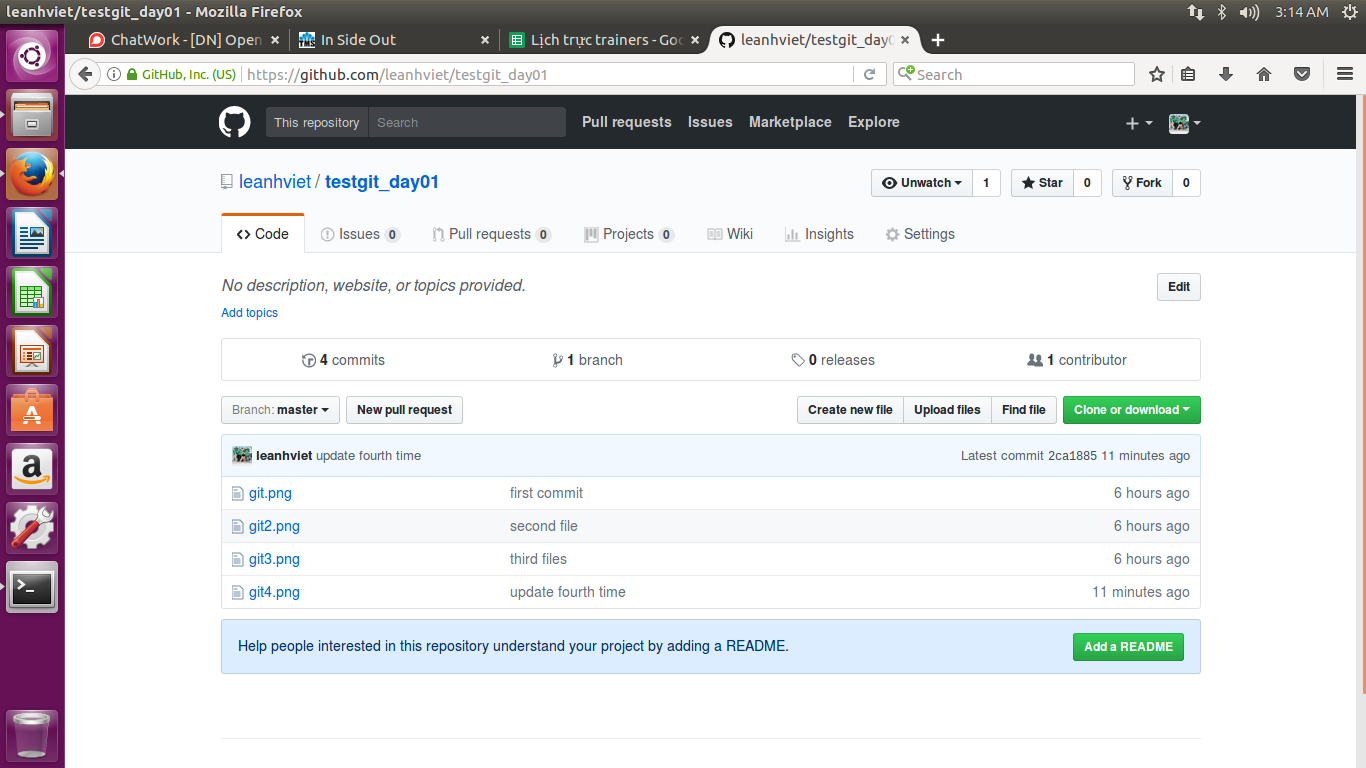 leanhviet/testgit_day01 - Mozilla Firefox
3:14 AM
ChatWork - [DN] Open
In Side Out
Lịch trực trainers - Goo
leanhviet/testgit_day0
GitHub, Inc. (US)
https://github.com/leanhviet/testgit_day01
Search
This repository
Search
Pull requests
Issues
Marketplace
Explore
leanhviet / testgit_day01
Unwatch
1
Star
0
Fork
0
Code
Issues 0
Pull requests 0
Projects 0
Wiki
Insights
Settings
No description, website, or topics provided.
Edit
Add topics
4 commits
1 branch
0 releases
1 contributor
Branch: master
New pull request
Create new file
Upload files
Find file
Clone or download
leanhviet update fourth time
Latest commit 2ca1885 11 minutes ago
git.png first commit 6 hours ago
git2.png second file 6 hours ago
git3.png third files 6 hours ago
git4.png update fourth time 11 minutes ago
Help people interested in this repository understand your project by adding a README.
Add a README